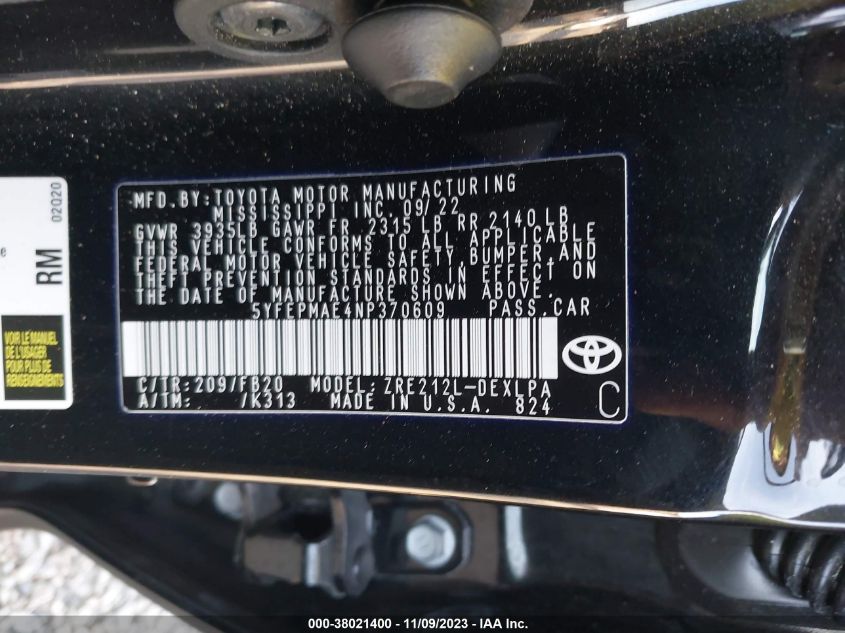 MFD. BY: TOYOTA MOTOR MANUFACTURING
MISSISSIPPI INC. 09/22
GVWR 3935LB GAWR FR 2315 LB RR 2140 LB
THIS VEHICLE CONFORMS TO ALL APPLICABLE
FEDERAL MOTOR VEHICLE SAFETY, BUMPER, AND
THEFT PREVENTION STANDARDS IN EFFECT ON
THE DATE OF MANUFACTURE SHOWN ABOVE.
5YFEPMAE4NP370609 PASS. CAR
C/TR: 209/FB20 MODEL: ZRE212L-DEXLPA
A/TM: /K313 MADE IN U.S.A. 824
C
02Q20
RM
VOIR LE MANUEL
DE L'USAGER
POUR PLUS DE
RENSEIGNEMENTS
000-38021400 - 11/09/2023 - © IAA Inc.